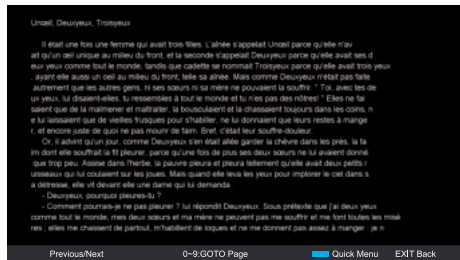 Unœil, Deuxyeux, Troisyeux
Il était une fois une femme qui avait trois filles. L'aînée s'appelait Unœil parce qu'elle n'av
ait qu'un œil unique au milieu du front, et la seconde s'appelait Deuxyeux parce qu'elle avait ses d
eux yeux comme tout le monde, tandis que cadette se nommait Troisyeux parce qu'elle avait trois yeux
, ayant elle aussi un oeil au milieu du front, telle sa aînée. Mais comme Deuxyeux n'était pas faite
autrement que les autres gens, ni ses sœurs ni sa mère ne pouvaient la souffrir. " Toi, avec tes de
ux yeux, lui disaient-elles, tu ressembles à tout le monde et tu n'es pas des nôtres! " Elles ne fai
saient que de la malmener et maltraiter, la bousculaient et la chassaient toujours dans les coins, n
e lui laissaient que de vieilles frusques pour s'habiller, ne lui donnaient que leurs restes à mange
r, et encore juste de quoi ne pas mourir de faim. Bref, c'était leur souffre-douleur.
Or, il advint qu'un jour, comme Deuxyeux s'en était allée garder la chèvre dans les prés, la fa
im dont elle souffrait la fit pleurer, parce qu'une fois de plus ses deux sœurs ne lui avaient donné
que trop peu. Assise dans l'herbe, la pauvre pleura et pleura tellement qu'elle avait deux petits r
uisseaux qui lui coulaient sur les joues. Mais quand elle leva les yeux pour implorer le ciel dans s
a détresse, elle vit devant elle une dame qui lui demanda :
- Deuxyeux, pourquoi pleures-tu ?
- Comment pourrais-je ne pas pleurer ? lui répondit Deuxyeux. Sous prétexte que j'ai deux yeux
comme tout le monde, mes deux sœurs et ma mère ne peuvent pas me souffrir et me font toutes les misè
res ; elles me chassent de partout, m'habillent de loques et ne me donnent pas assez à manger : je n
Previous/Next 0~9:GOTO Page Quick Menu EXIT Back